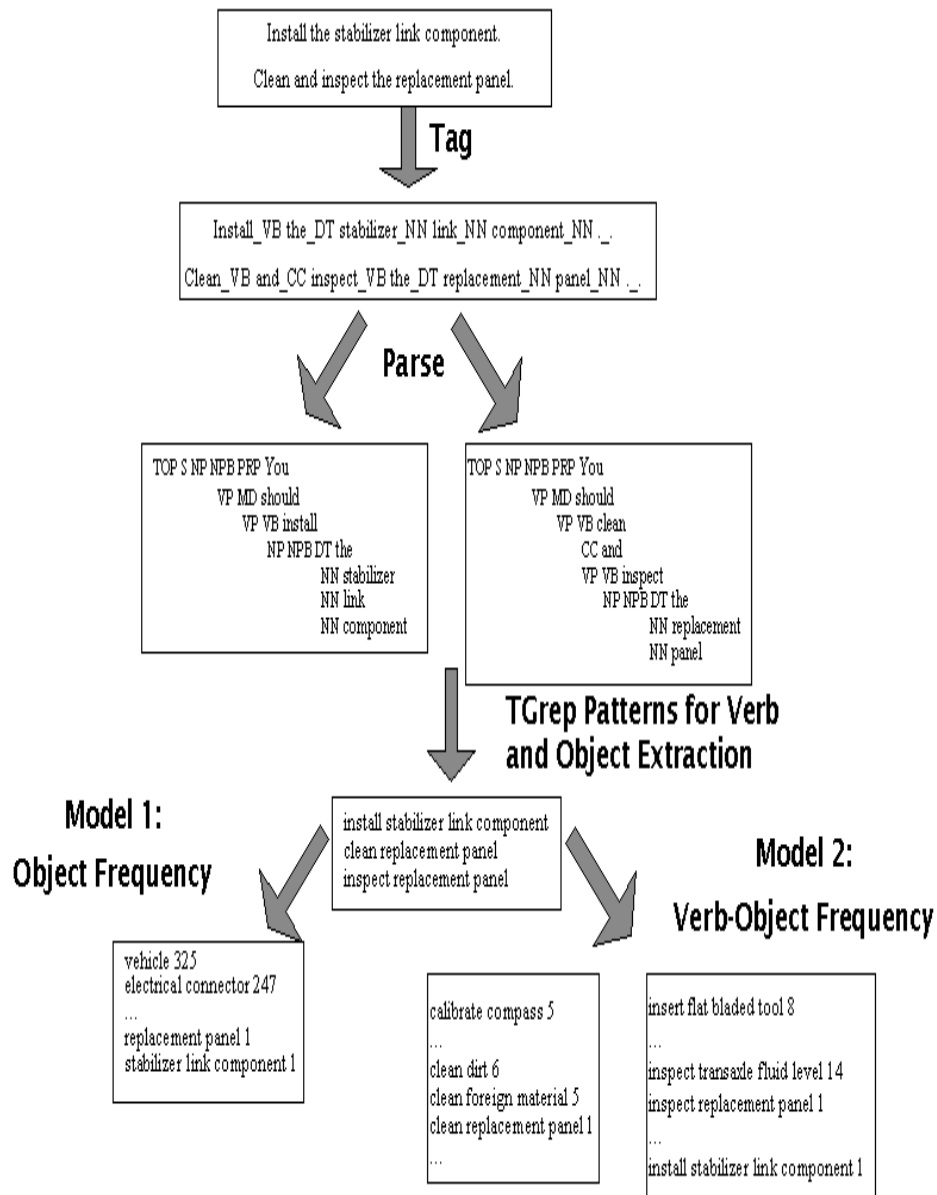 Install the stabilizer link component.
Clean and inspect the replacement panel.
Tag
Install_VB the_DT stabilizer_NN link_NN component_NN ._.
Clean_VB and_CC inspect_VB the_DT replacement_NN panel_NN ._.
Parse
TOP S NP NPB PRP You
VP MD should
VP VB install
NP NPB DT the
NN stabilizer
NN link
NN component
TOP S NP NPB PRP You
VP MD should
VP VB clean
CC and
VP VB inspect
NP NPB DT the
NN replacement
NN panel
TGrep Patterns for Verb
and Object Extraction
Model 1:
Object Frequency
install stabilizer link component
clean replacement panel
inspect replacement panel
Model 2:
Verb-Object Frequency
vehicle 325
electrical connector 247
...
replacement panel 1
stabilizer link component 1
calibrate compass 5
...
clean dirt 6
clean foreign material 5
clean replacement panel 1
...
insert flat bladed tool 8
...
inspect transaxle fluid level 14
inspect replacement panel 1
...
install stabilizer link component 1